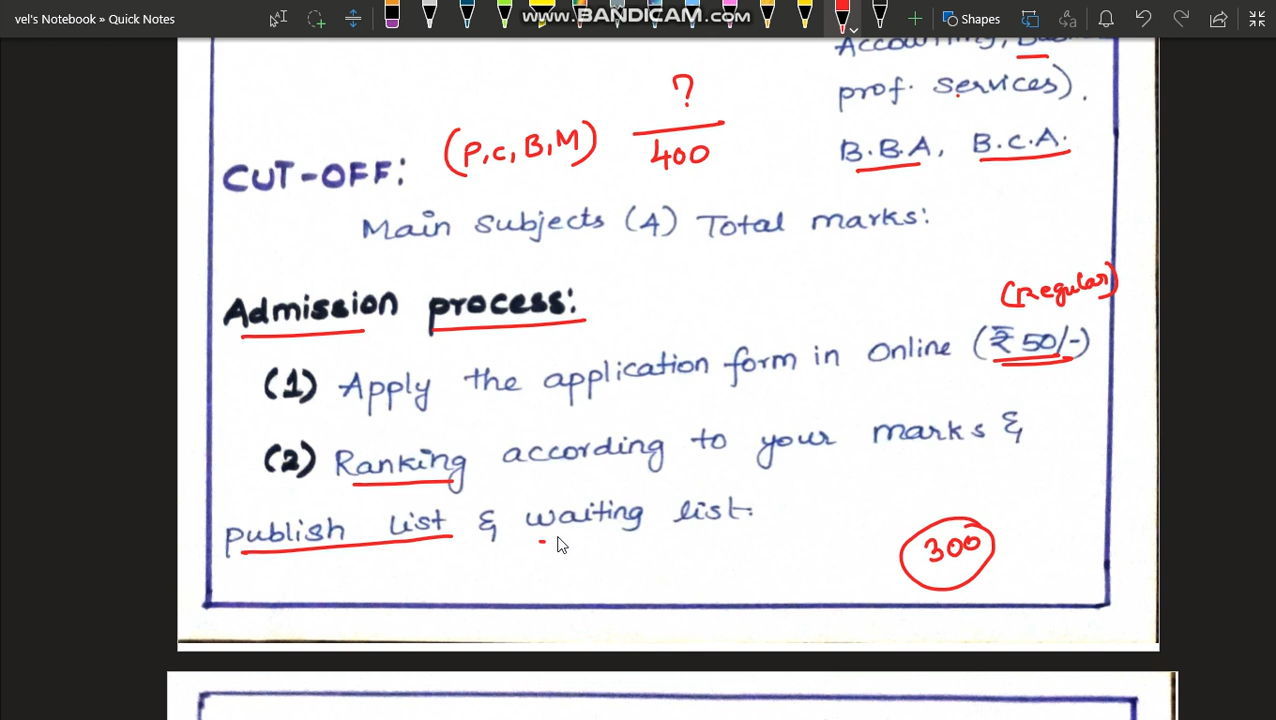 vel's Notebook » Quick Notes
www.BANDICAM.com
Shapes
Accounting,
prof. services).
B.B.A, B.C.A.
?
400
(P, C, B, M)
CUT-OFF:
Main subjects (4) Total marks:
Admission process:
(Regular)
(1) Apply the application form in Online (₹ 50/-)
(2) Ranking according to your marks &
publish list & waiting list.
300